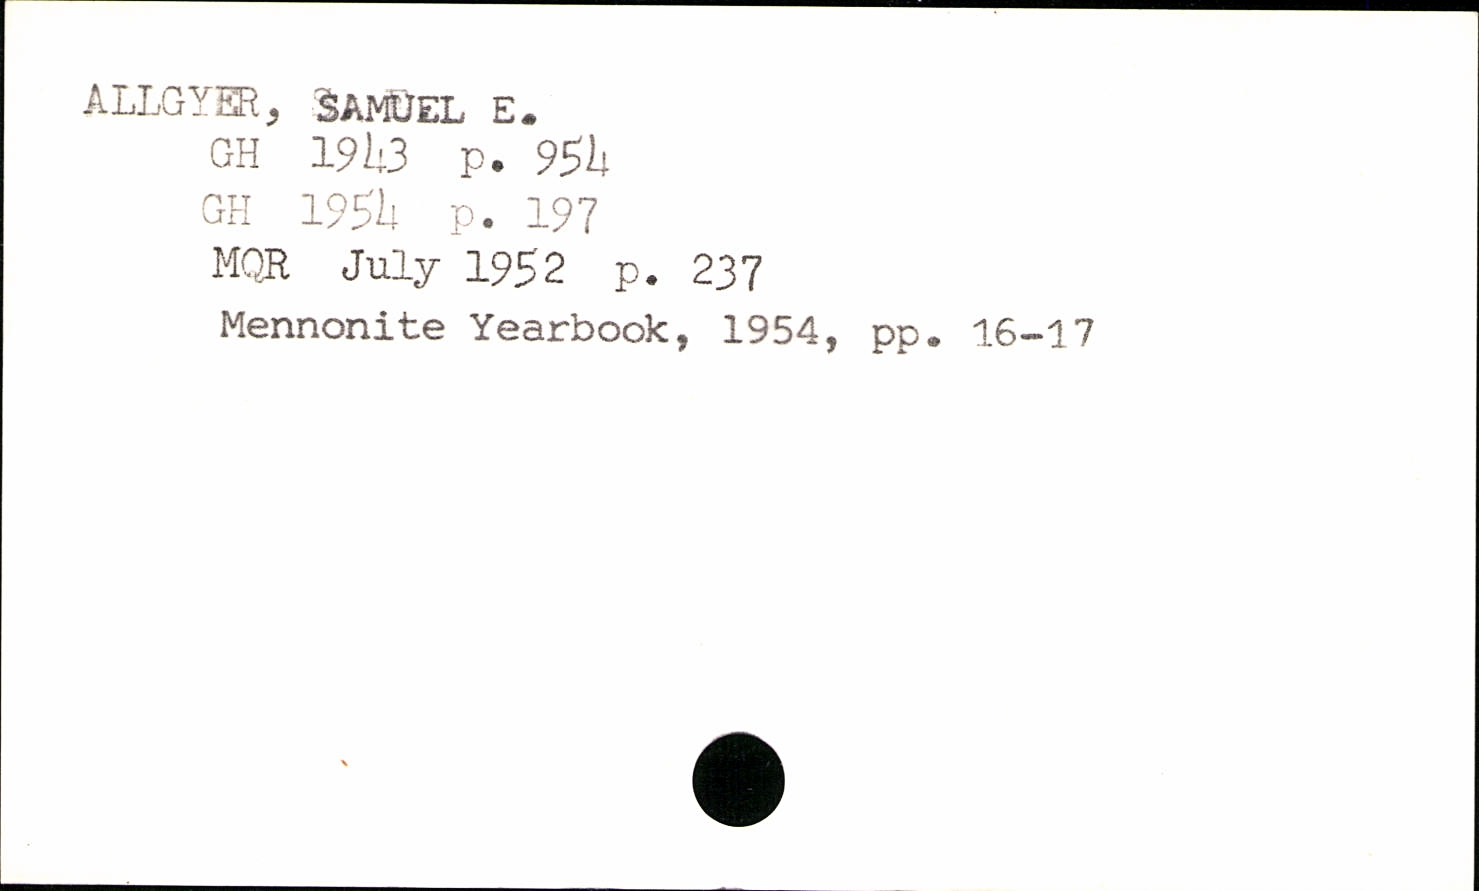 ALLGYER, SAMUEL E.
GH 1943 p. 954
GH 1954 p. 197
MQR July 1952 p. 237
Mennonite Yearbook, 1954, pp. 16-17